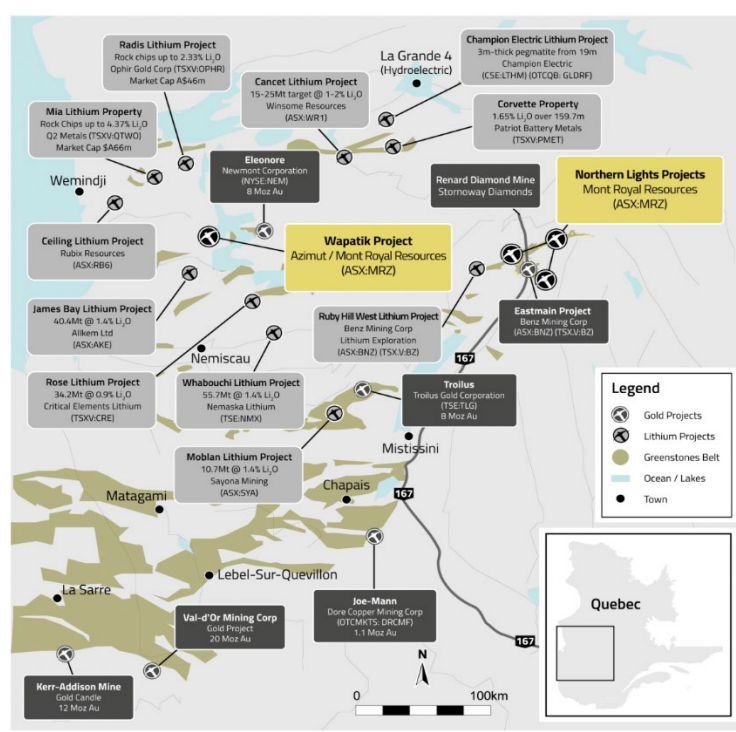 Radis Lithium Project
Rock chips up to 2.33% Li₂O
Ophir Gold Corp (TSXV:OPHR)
Market Cap A$46m
La Grande 4
(Hydroelectric)
Champion Electric Lithium Project
3m-thick pegmatite from 19m
Champion Electric
(CSE:LTHM) (OTCQB: GLDRF)
Cancet Lithium Project
15-25Mt target @ 1-2% Li₂O
Winsome Resources
(ASX:WR1)
Mia Lithium Property
Rock Chips up to 4.37% Li₂O
Q2 Metals (TSXV:QTWO)
Market Cap $A66m
Corvette Property
1.65% Li₂O over 159.7m
Patriot Battery Metals
(TSXV:PMET)
Wemindji
Eleonore
Newmont Corporation
(NYSE:NEM)
8 Moz Au
Renard Diamond Mine
Stornoway Diamonds
Northern Lights Projects
Mont Royal Resources
(ASX:MRZ)
Ceiling Lithium Project
Rubix Resources
(ASX:RB6)
Wapatik Project
Azimut / Mont Royal Resources
(ASX:MRZ)
James Bay Lithium Project
40.4Mt @ 1.4% Li₂O
Allkem Ltd
(ASX:AKE)
Ruby Hill West Lithium Project
Benz Mining Corp
Lithium Exploration
(ASX:BNZ) (TSX.V:BZ)
Eastmain Project
Benz Mining Corp
(ASX:BNZ) (TSX.V:BZ)
Nemiscau
167
Rose Lithium Project
34.2Mt @ 0.9% Li₂O
Critical Elements Lithium
(TSXV:CRE)
Whabouchi Lithium Project
55.7Mt @ 1.4% Li₂O
Nemaska Lithium
(TSE:NMX)
Troilus
Troilus Gold Corporation
(TSE:TLG)
8 Moz Au
Moblan Lithium Project
10.7Mt @ 1.4% Li₂O
Sayona Mining
(ASX:SYA)
Mistissini
Legend
Gold Projects
Lithium Projects
Greenstones Belt
Ocean / Lakes
Town
Matagami
Chapais
167
Lebel-Sur-Quevillon
La Sarre
Val-d'Or Mining Corp
Gold Project
20 Moz Au
Joe-Mann
Dore Copper Mining Corp
(OTCMKTS: DRCMF)
1.1 Moz Au
Quebec
167
Kerr-Addison Mine
Gold Candle
12 Moz Au
N
0 100km